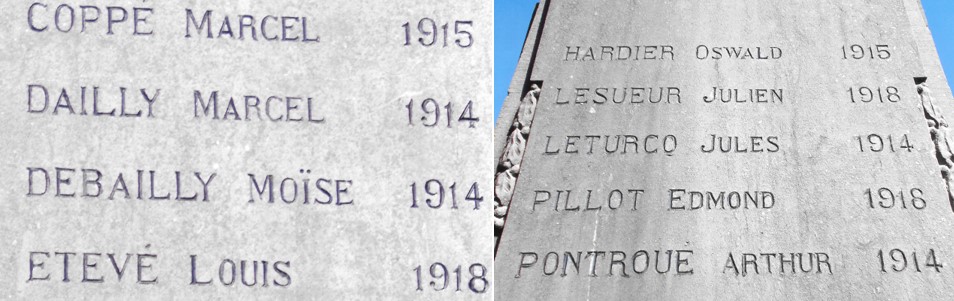 COPPÉ MARCEL 1915
DAILLY MARCEL 1914
DEBAILLY MOÏSE 1914
ETEVÉ LOUIS 1918
HARDIER OSWALD 1915
LESUEUR JULIEN 1918
LETURCQ JULES 1914
PILLOT EDMOND 1918
PONTROUÉ ARTHUR 1914